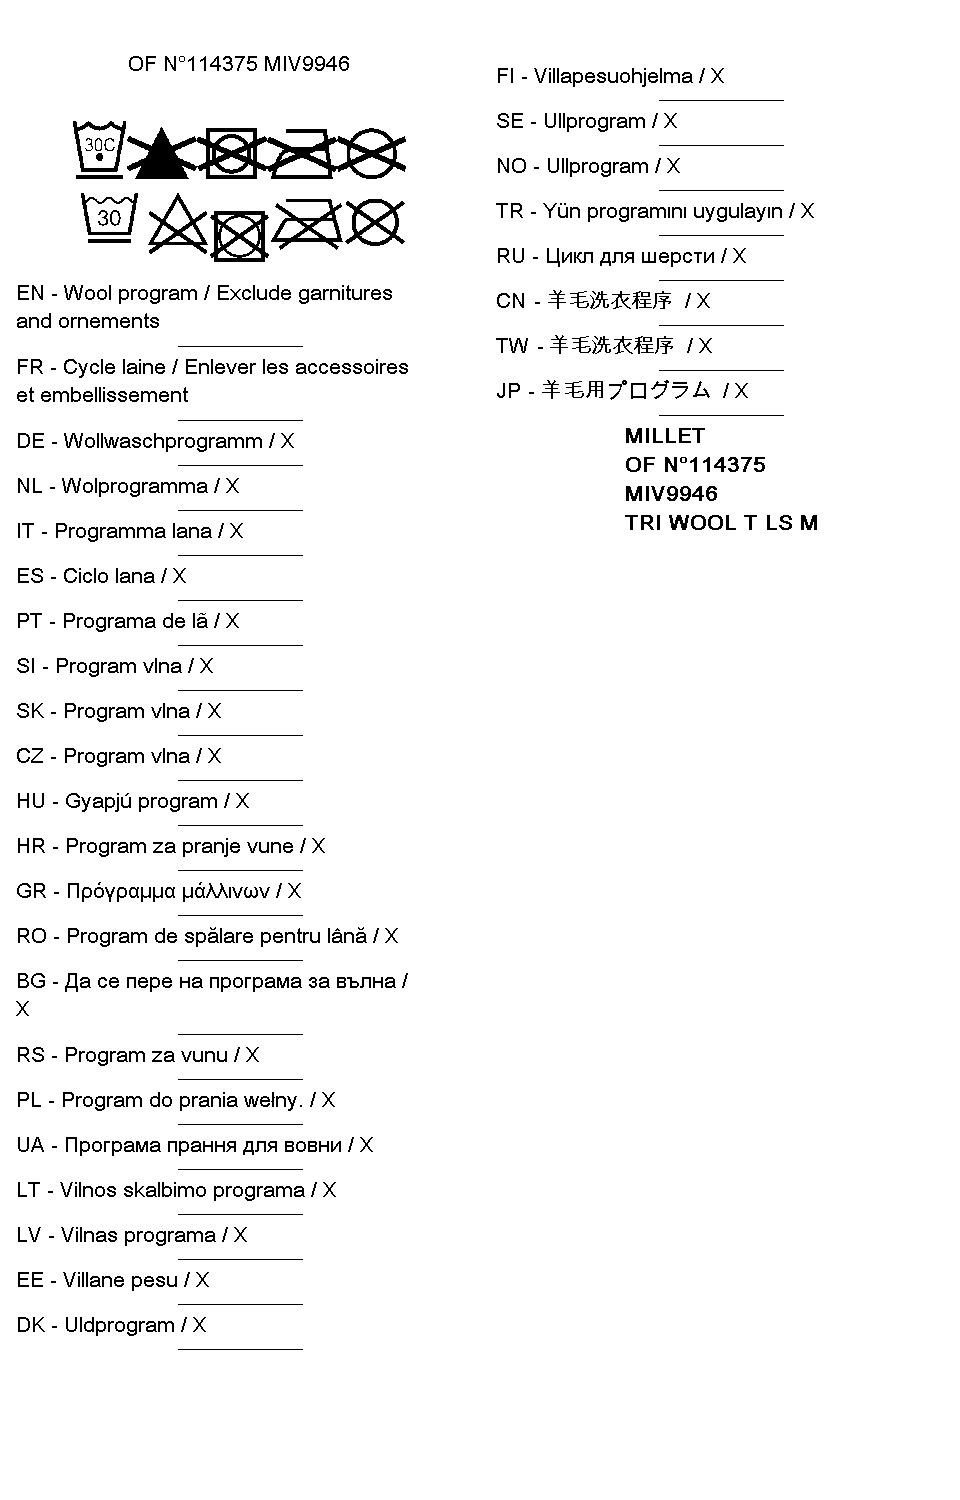 OF N°114375 MIV9946
30C
30
EN - Wool program / Exclude garnitures
and ornements
FR - Cycle laine / Enlever les accessoires
et embellissement
DE - Wollwaschprogramm / X
NL - Wolprogramma / X
IT - Programma lana / X
ES - Ciclo lana / X
PT - Programa de lã / X
SI - Program vlna / X
SK - Program vlna / X
CZ - Program vlna / X
HU - Gyapjú program / X
HR - Program za pranje vune / X
GR - Πρόγραμμα μάλλινων / X
RO - Program de spălare pentru lână / X
BG - Да се пере на програма за вълна /
X
RS - Program za vunu / X
PL - Program do prania wełny. / X
UA - Програма прання для вовни / X
LT - Vilnos skalbimo programa / X
LV - Vilnas programa / X
EE - Villane pesu / X
DK - Uldprogram / X
FI - Villapesuohjelma / X
SE - Ullprogram / X
NO - Ullprogram / X
TR - Yün programını uygulayın / X
RU - Цикл для шерсти / X
CN - 羊毛洗衣程序 / X
TW - 羊毛洗衣程序 / X
JP - 羊毛用プログラム / X
MILLET
OF N°114375
MIV9946
TRI WOOL T LS M